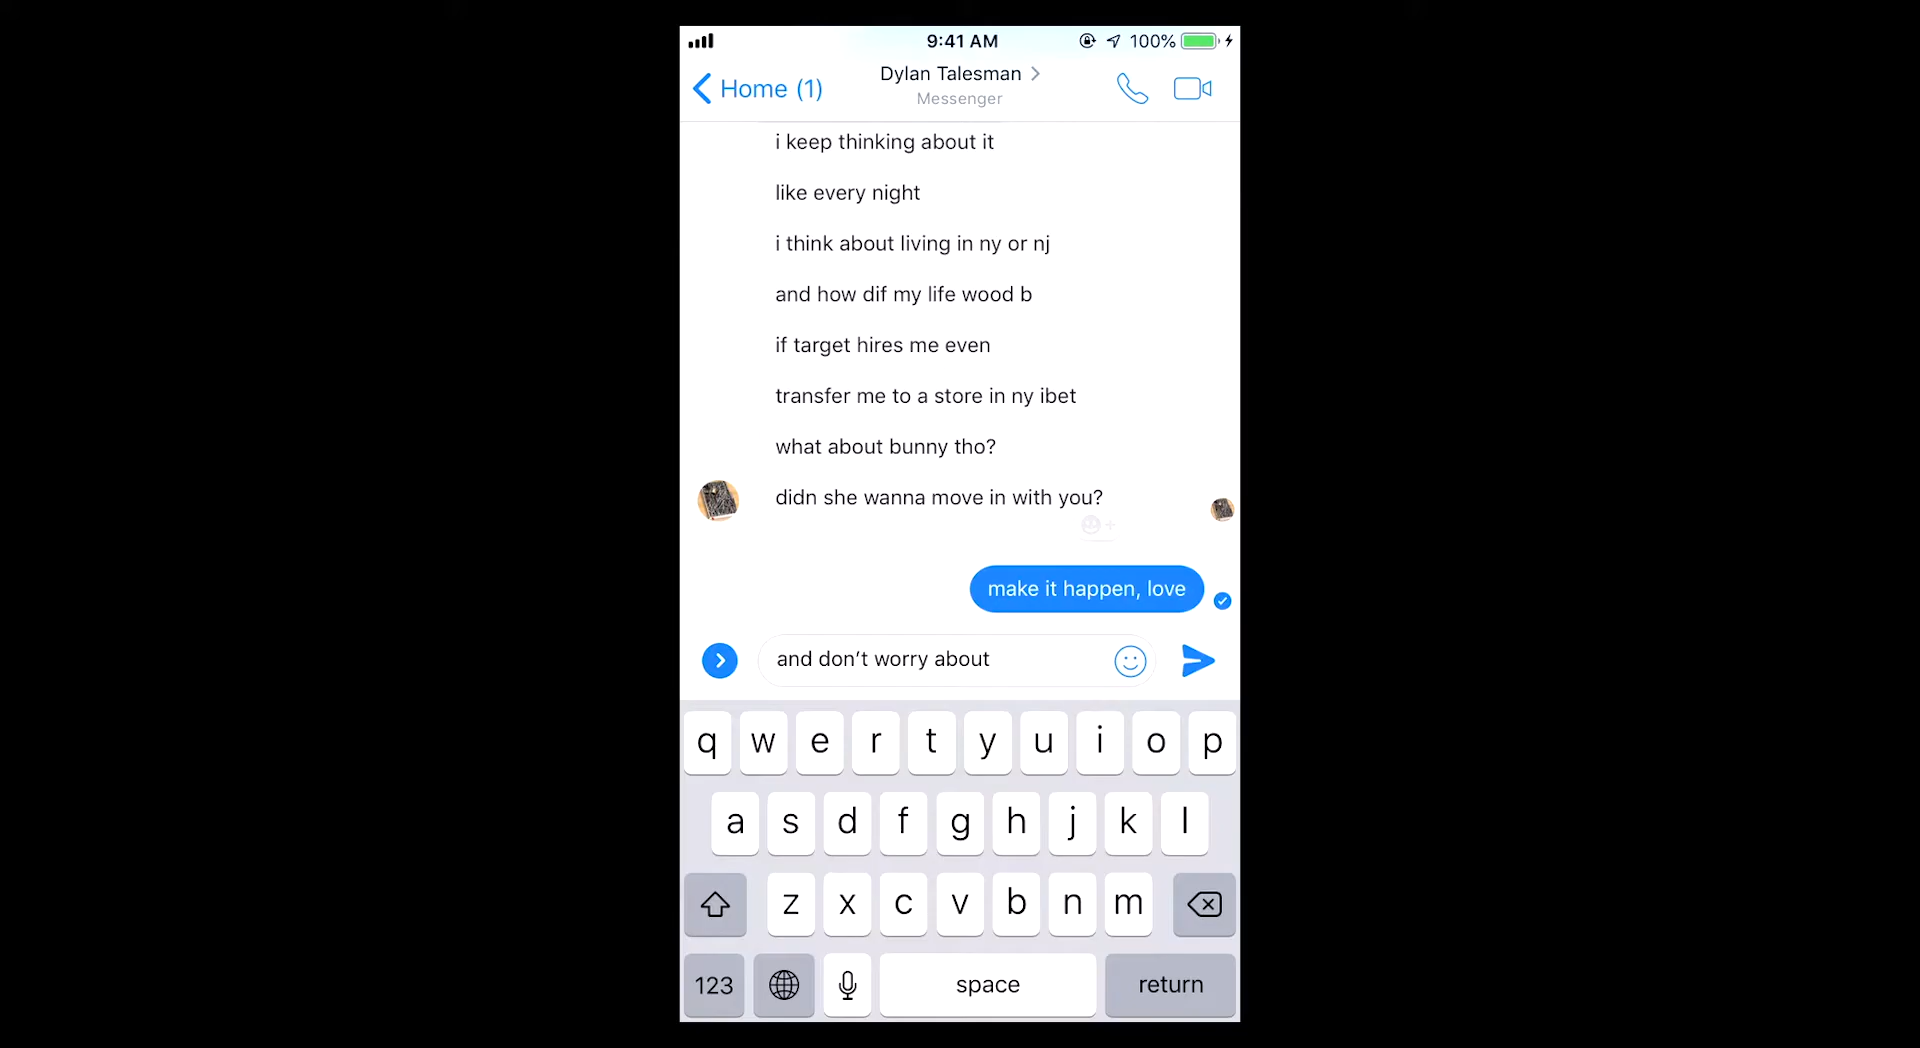 9:41 AM
100%
Home (1)
Dylan Talesman
Messenger
i keep thinking about it
like every night
i think about living in ny or nj
and how dif my life wood b
if target hires me even
transfer me to a store in ny ibet
what about bunny tho?
didn she wanna move in with you?
make it happen, love
and don't worry about
q w e r t y u i o p
a s d f g h j k l
z x c v b n m
123 space return